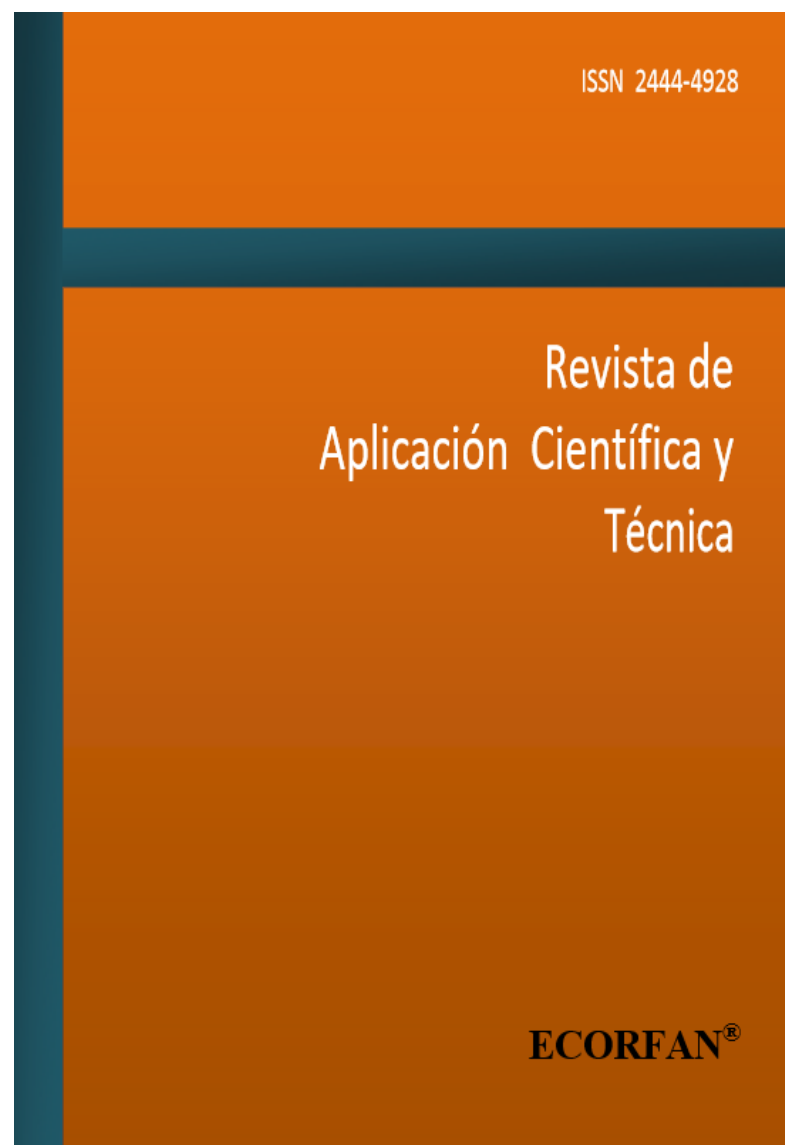 ISSN 2444-4928
Revista de
Aplicación Científica y
Técnica
ECORFAN®